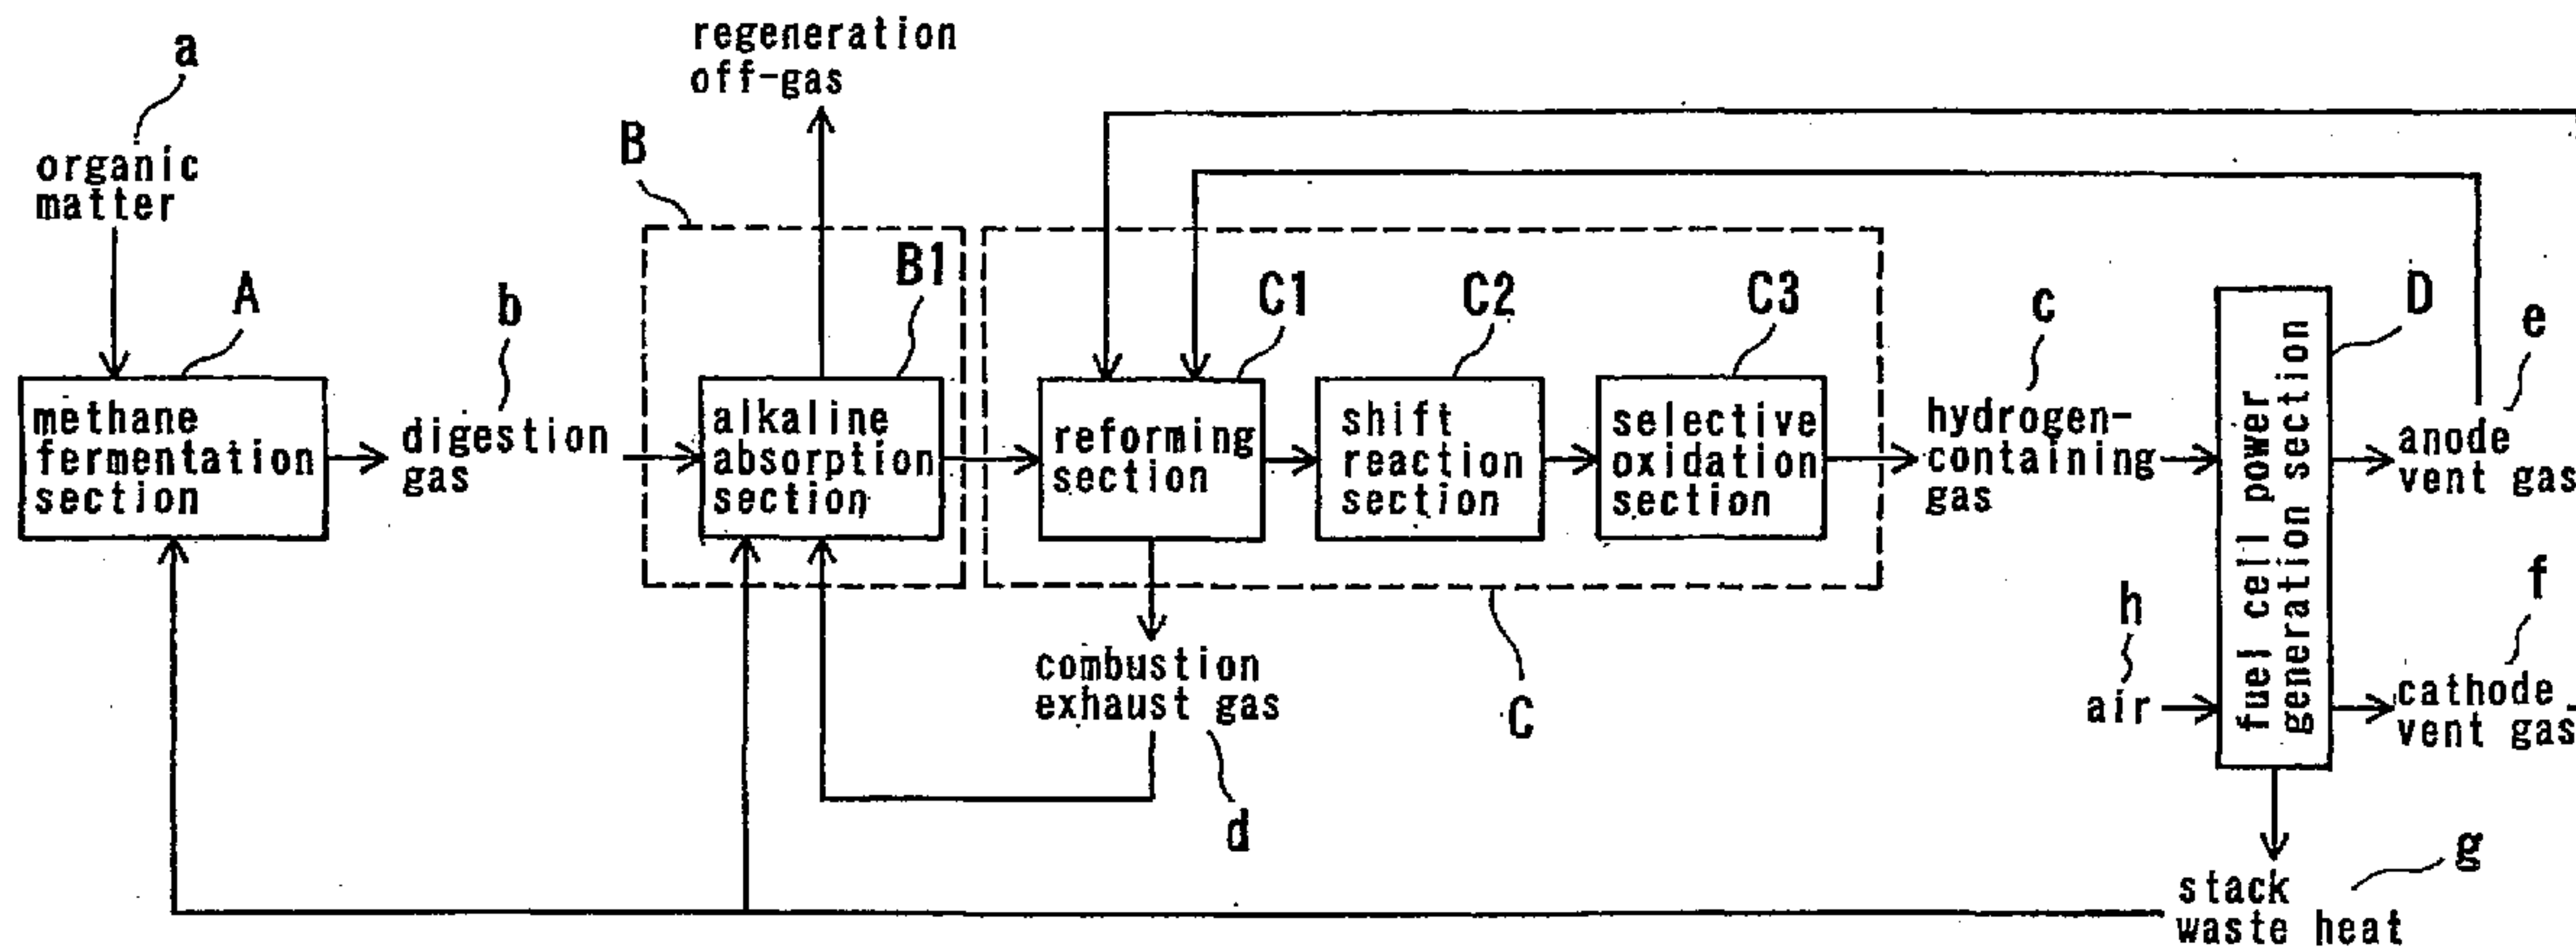 a
organic
matter
A
methane
fermentation
section
b
digestion
gas
regeneration
off-gas
B
B1
alkaline
absorption
section
C1
reforming
section
C2
shift
reaction
section
C3
selective
oxidation
section
C
combustion
exhaust gas
d
c
hydrogen-
containing
gas
h
air
D
fuel cell power
generation section
e
anode
vent gas
f
cathode
vent gas
g
stack
waste heat